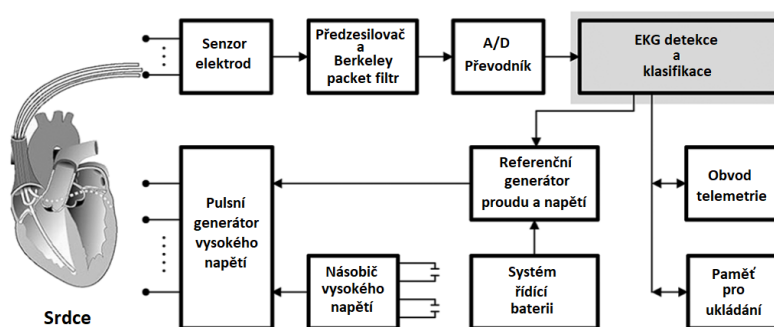 Senzor
elektrod
Předzesilovač
a
Berkeley
packet filtr
A/D
Převodník
EKG detekce
a
klasifikace
Pulsní
generátor
vysokého
napětí
Referenční
generátor
proudu a napětí
Obvod
telemetrie
Násobič
vysokého
napětí
Systém
řídící
baterii
Paměť
pro
ukládání
Srdce